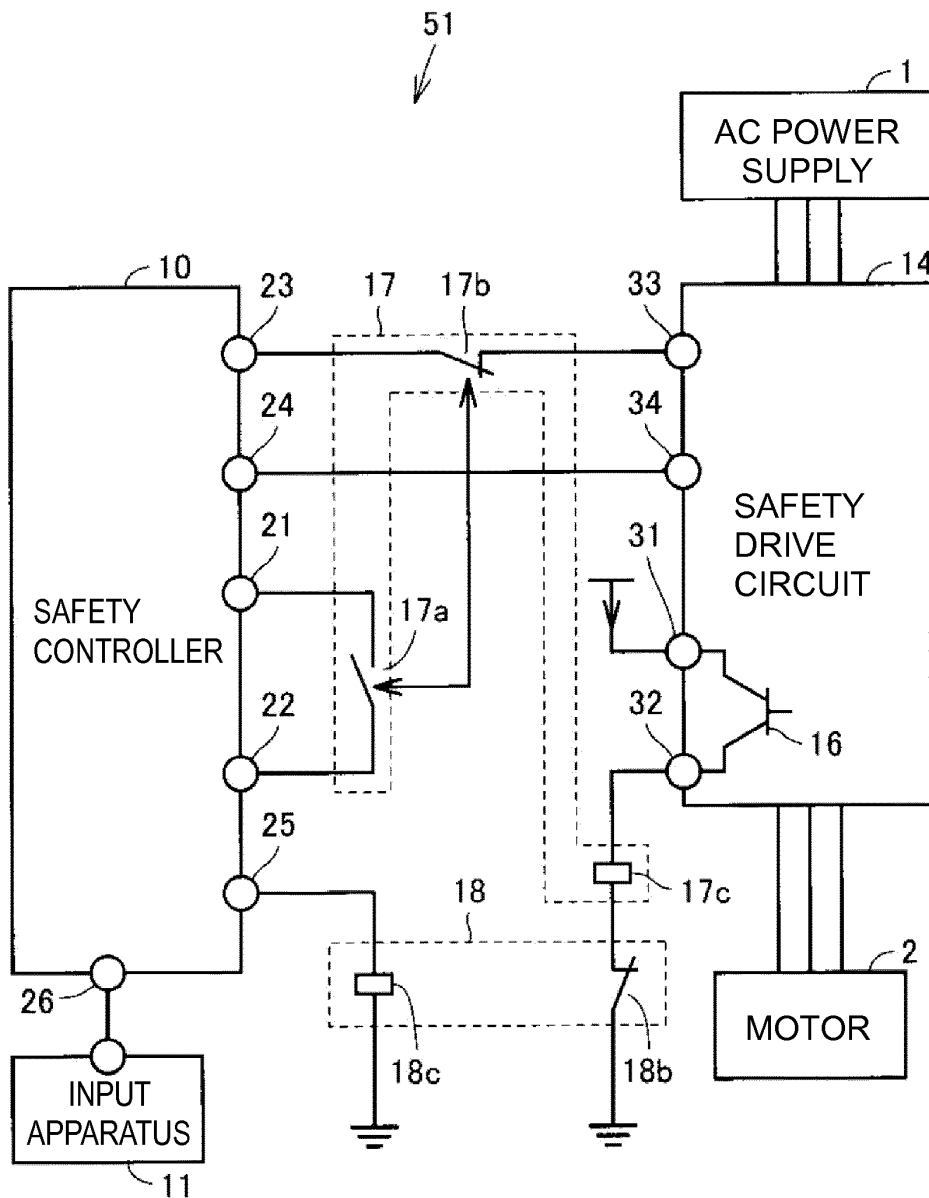 51
1
AC POWER
SUPPLY
10
23
17
17b
33
14
24
34
21
SAFETY
DRIVE
CIRCUIT
31
17a
SAFETY
CONTROLLER
22
32
16
25
18
17c
2
26
MOTOR
18c
18b
INPUT
APPARATUS
11